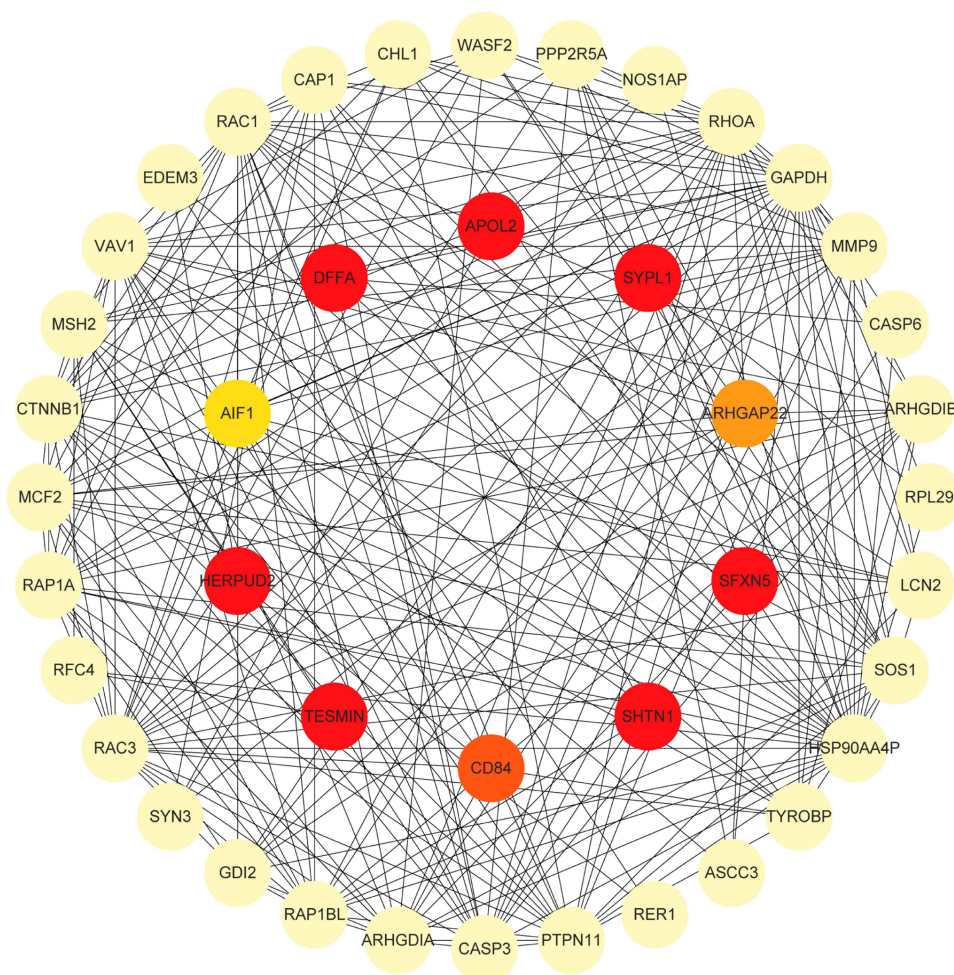 WASF2
CHL1
PPP2R5A
CAP1
NOS1AP
RAC1
RHOA
EDEM3
GAPDH
APOL2
VAV1
MMP9
DFFA
SYPL1
MSH2
CASP6
CTNNB1
AIF1
ARHGAP22
ARHGDIB
MCF2
RPL29
RAP1A
HERPUD2
SFXN5
LCN2
RFC4
SOS1
TESMIN
SHTN1
RAC3
CD84
HSP90AA4P
SYN3
TYROBP
GDI2
ASCC3
RAP1BL
RER1
ARHGDIA
CASP3
PTPN11